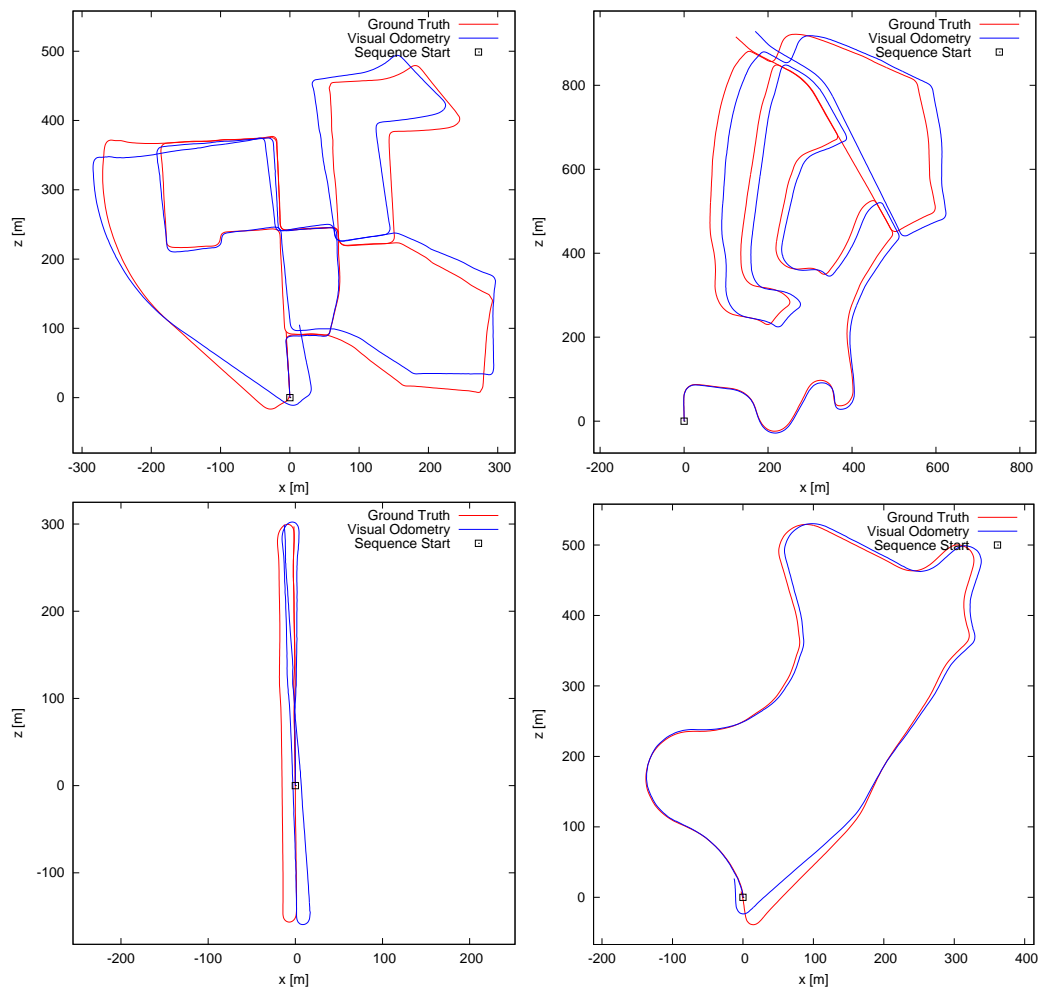 Ground Truth
Visual Odometry
Sequence Start
500
400
300
200
100
0
z [m]
-300 -200 -100 0 100 200 300
x [m]
Ground Truth
Visual Odometry
Sequence Start
800
600
400
200
0
z [m]
-200 0 200 400 600 800
x [m]
Ground Truth
Visual Odometry
Sequence Start
300
200
100
0
-100
z [m]
-200 -100 0 100 200
x [m]
Ground Truth
Visual Odometry
Sequence Start
500
400
300
200
100
0
z [m]
-200 -100 0 100 200 300 400
x [m]